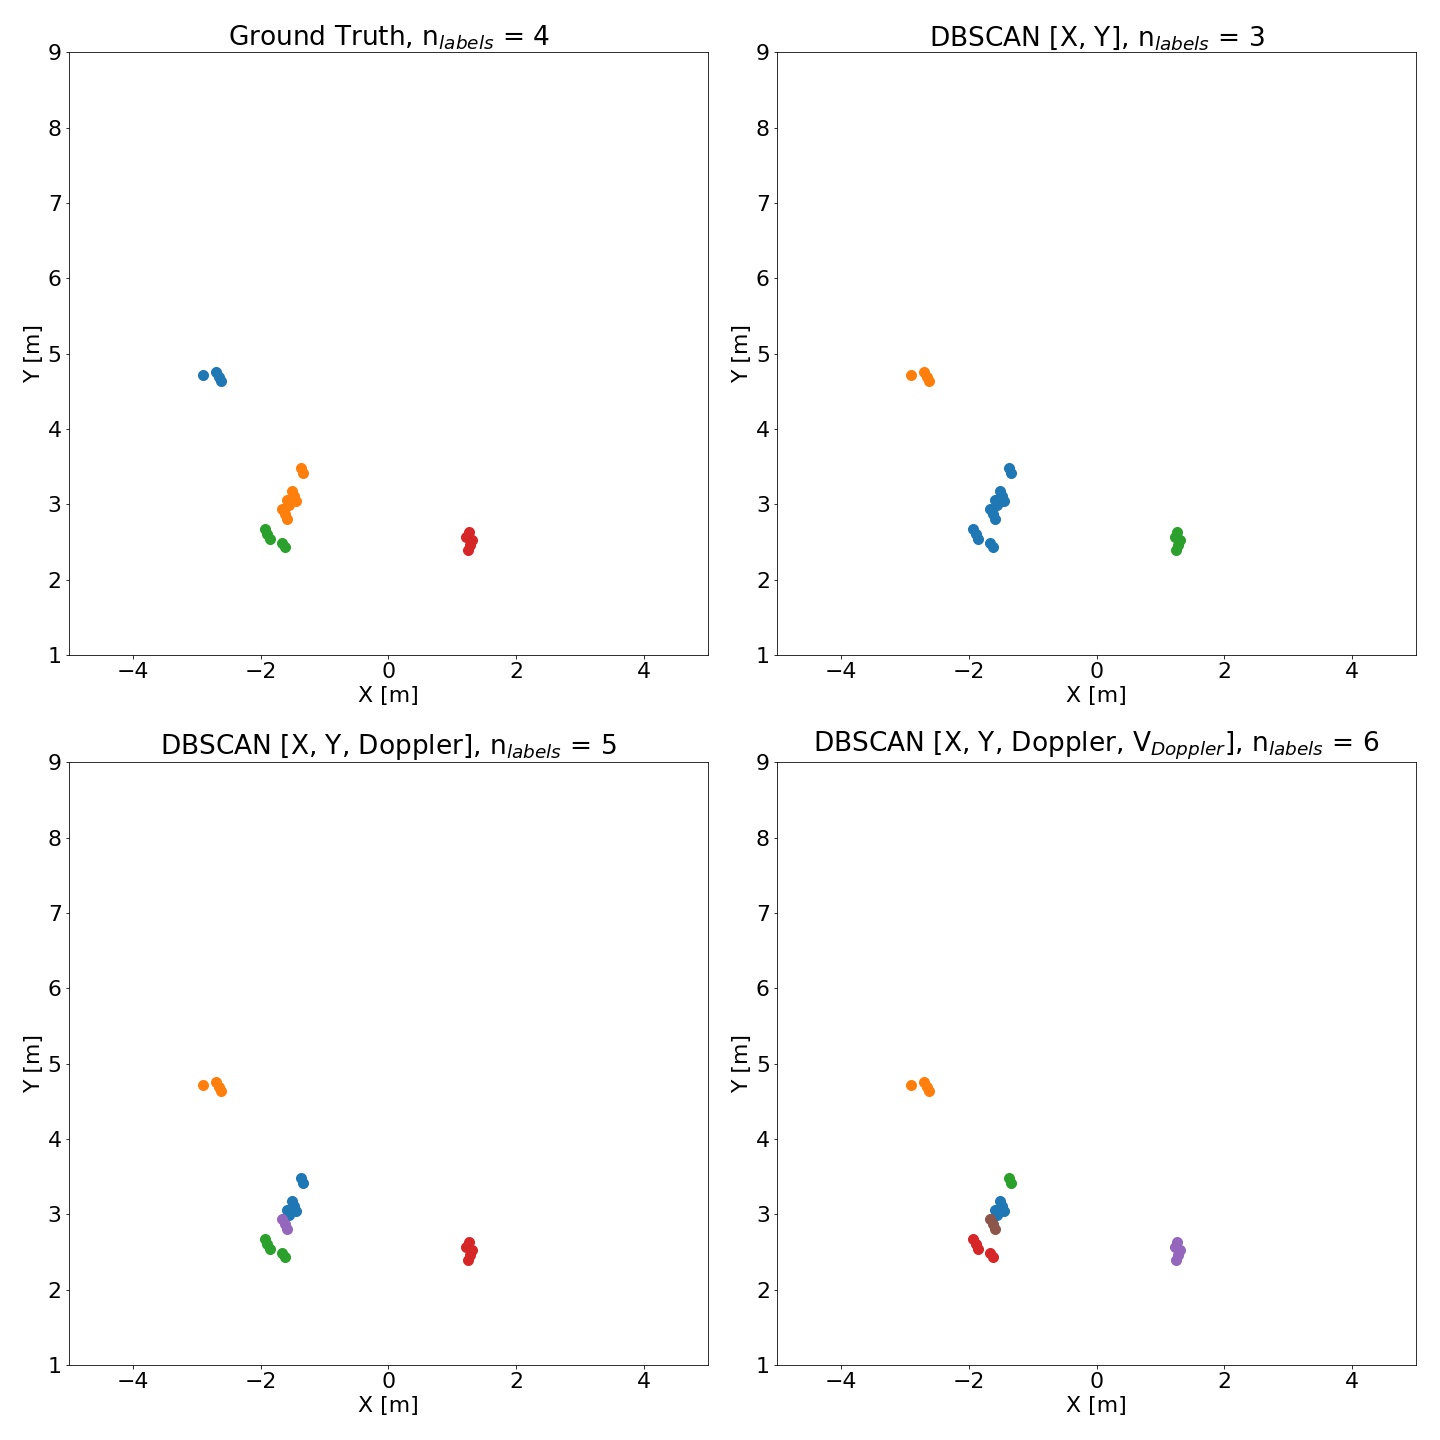 Ground Truth, n_labels = 4
9
8
7
6
5
4
3
2
1
Y [m]
−4 −2 0 2 4
X [m]
DBSCAN [X, Y], n_labels = 3
9
8
7
6
5
4
3
2
1
Y [m]
−4 −2 0 2 4
X [m]
DBSCAN [X, Y, Doppler], n_labels = 5
9
8
7
6
5
4
3
2
1
Y [m]
−4 −2 0 2 4
X [m]
DBSCAN [X, Y, Doppler, V_Doppler], n_labels = 6
9
8
7
6
5
4
3
2
1
Y [m]
−4 −2 0 2 4
X [m]